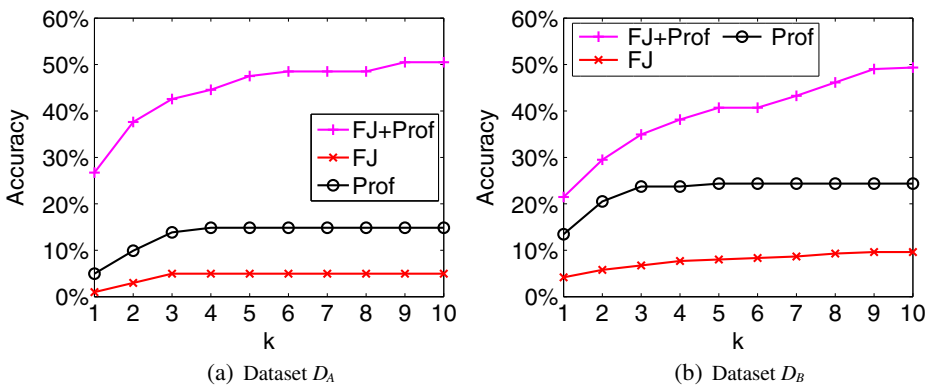 60%
50%
40%
30%
20%
10%
0%
Accuracy
FJ+Prof
FJ
Prof
1 2 3 4 5 6 7 8 9 10
k
(a) Dataset D_A
60%
50%
40%
30%
20%
10%
0%
Accuracy
FJ+Prof Prof
FJ
1 2 3 4 5 6 7 8 9 10
k
(b) Dataset D_B